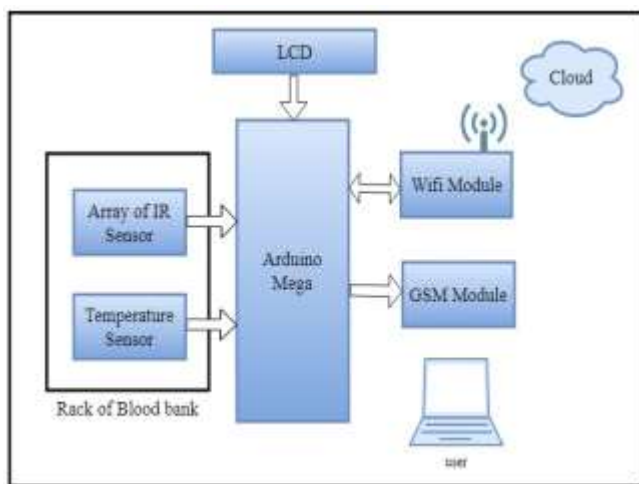 LCD
Cloud
Wifi Module
Array of IR
Sensor
Arduino
Mega
GSM Module
Temperature
Sensor
Rack of Blood bank
user